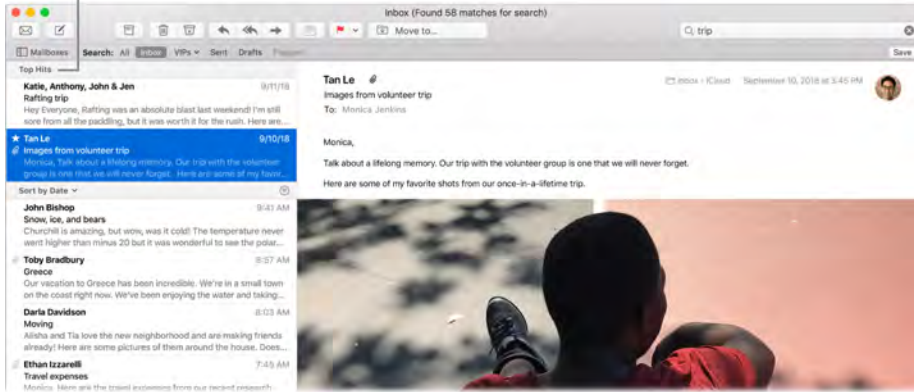 Inbox (Found 58 matches for search)
Move to...
trip
Mailboxes Search: All Inbox VIPs Sent Drafts
Save
Top Hits
Katie, Anthony, John & Jen 9/11/18
Rafting trip
Hey Everyone, Rafting was an absolute blast last weekend! I'm still
sore from all the paddling, but it was worth it for the rush. Here are...
Tan Le 9/10/18
Images from volunteer trip
Monica, Talk about a lifelong memory. Our trip with the volunteer
group is one that we will never forget. Here are some of my favor...
Sort by Date
John Bishop 9:41 AM
Snow, ice, and bears
Churchill is amazing, but wow, was it cold! The temperature never
went higher than minus 20 but it was wonderful to see the polar...
Toby Bradbury 8:57 AM
Greece
Our vacation to Greece has been incredible. We're in a small town
on the coast right now. We've been enjoying the water and taking...
Darla Davidson 8:03 AM
Moving
Alisha and Tia love the new neighborhood and are making friends
already! Here are some pictures of them around the house. Does...
Ethan Izzarelli 7:45 AM
Travel expenses
Monica, Here are the travel expenses from our recent research
Tan Le
Inbox - iCloud September 10, 2018 at 3:45 PM
Images from volunteer trip
To: Monica Jenkins
Monica,
Talk about a lifelong memory. Our trip with the volunteer group is one that we will never forget.
Here are some of my favorite shots from our once-in-a-lifetime trip.